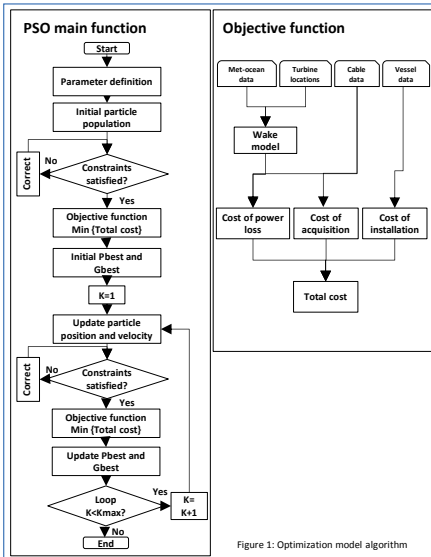 PSO main function
Start
Parameter definition
Initial particle
population
Correct
No
Constraints
satisfied?
Yes
Objective function
Min {Total cost}
Initial Pbest and
Gbest
K=1
Update particle
position and velocity
Correct
No
Constraints
satisfied?
Yes
Objective function
Min {Total cost}
Update Pbest and
Gbest
Loop
K<Kmax?
Yes
K=
K+1
No
End
Objective function
Met-ocean
data
Turbine
locations
Cable
data
Vessel
data
Wake
model
Cost of power
loss
Cost of
acquisition
Cost of
installation
Total cost
Figure 1: Optimization model algorithm